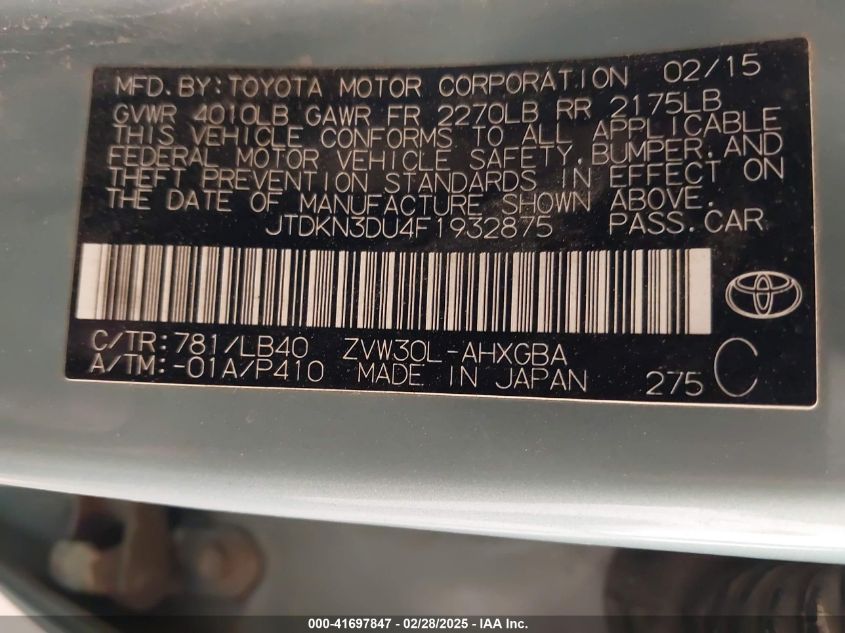 MFD.BY:TOYOTA MOTOR CORPORATION 02/15
GVWR 4010LB GAWR FR 2270LB RR 2175LB
THIS VEHICLE CONFORMS TO ALL APPLICABLE
FEDERAL MOTOR VEHICLE SAFETY,BUMPER,AND
THEFT PREVENTION STANDARDS IN EFFECT ON
THE DATE OF MANUFACTURE SHOWN ABOVE.
JTDKN3DU4F1932875 PASS.CAR
C/TR:781/LB40 ZVW30L-AHXGBA
A/TM:-01A/P410 MADE IN JAPAN 275 C
000-41697847 - 02/28/2025 - IAA Inc.